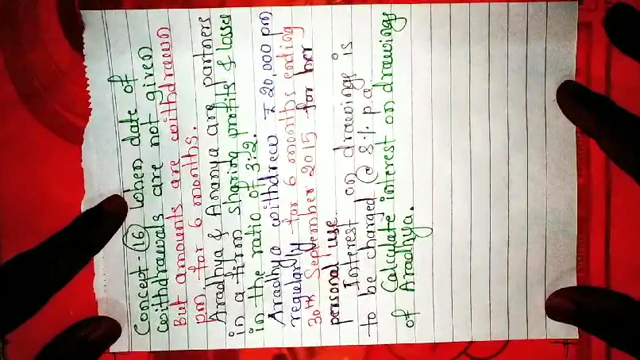 Concept-(16) When date of
withdrawals are not given
But amounts are withdrawn
pm for 6 months.
Aradhya & Ananya are partners
in a firm sharing profits & losses
in the ratio of 3:2.
Aradhya withdrew ₹ 20,000 pm
regularly for 6 months ending
30th September 2015 for her
personal use.
Interest on drawings is
to be charged @ 8% p.a.
Calculate interest on drawings
of Aradhya.